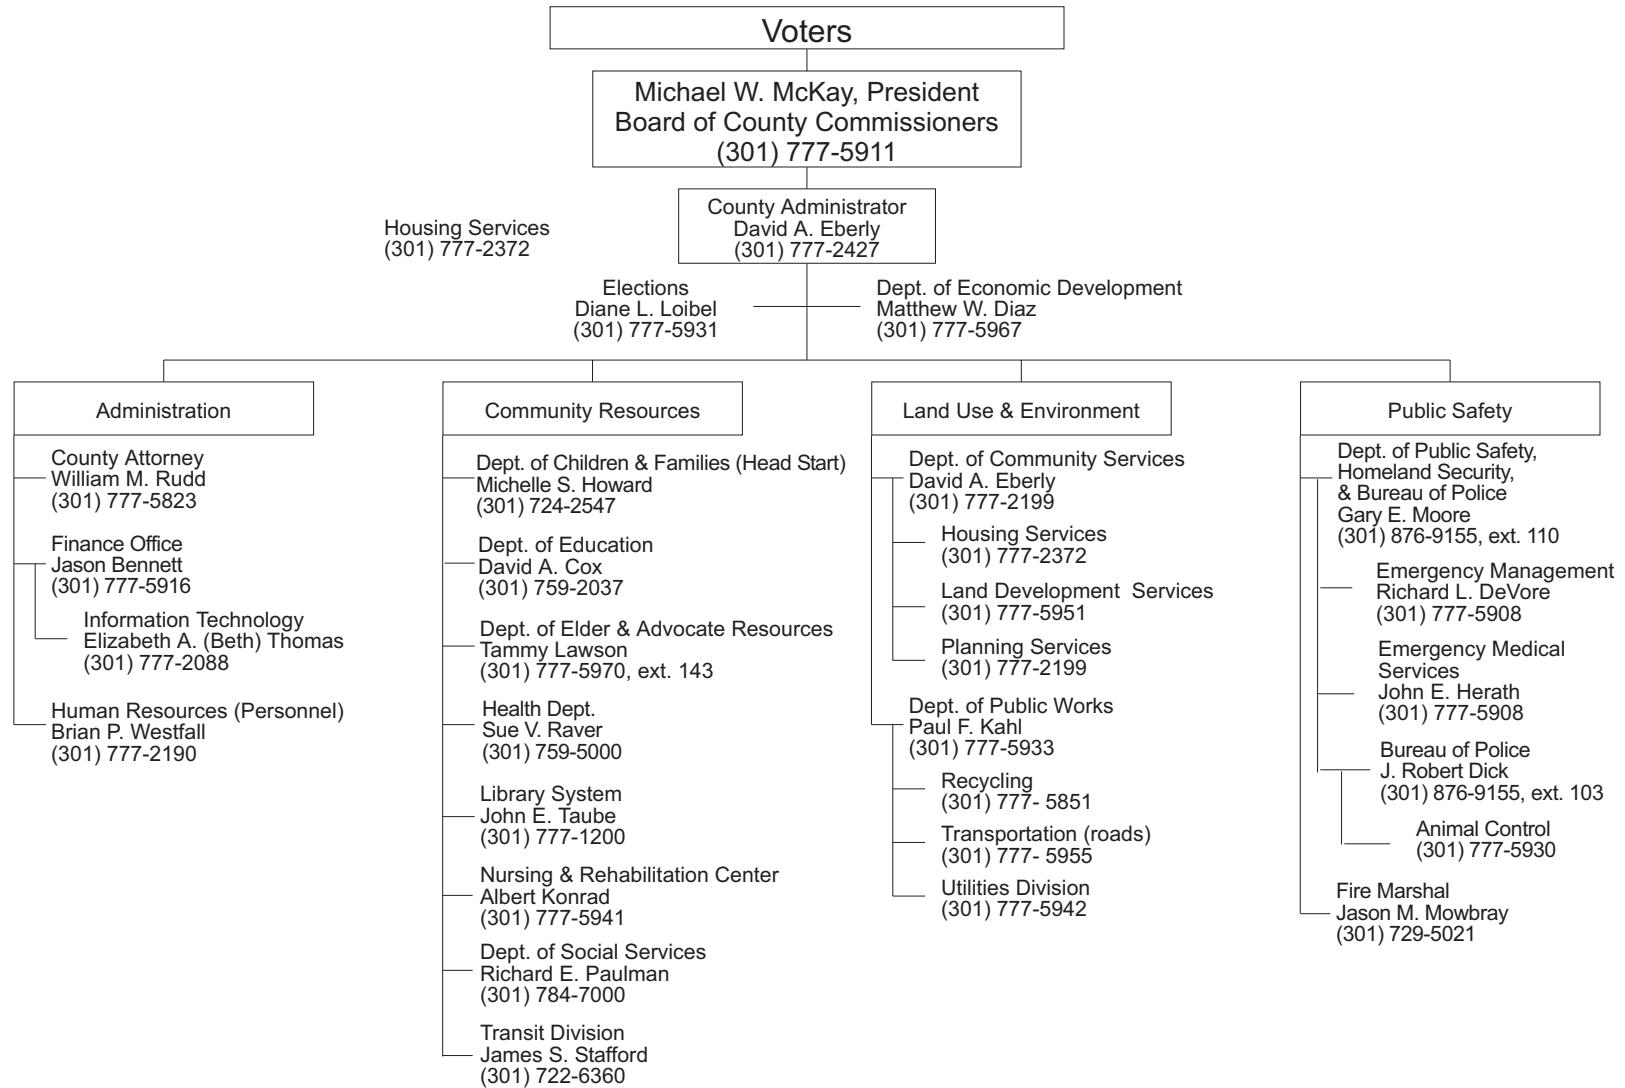 Voters
Michael W. McKay, President
Board of County Commissioners
(301) 777-5911
County Administrator
David A. Eberly
(301) 777-2427
Housing Services
(301) 777-2372
Elections
Diane L. Loibel
(301) 777-5931
Dept. of Economic Development
Matthew W. Diaz
(301) 777-5967
Administration
County Attorney
William M. Rudd
(301) 777-5823
Finance Office
Jason Bennett
(301) 777-5916
Information Technology
Elizabeth A. (Beth) Thomas
(301) 777-2088
Human Resources (Personnel)
Brian P. Westfall
(301) 777-2190
Community Resources
Dept. of Children & Families (Head Start)
Michelle S. Howard
(301) 724-2547
Dept. of Education
David A. Cox
(301) 759-2037
Dept. of Elder & Advocate Resources
Tammy Lawson
(301) 777-5970, ext. 143
Health Dept.
Sue V. Raver
(301) 759-5000
Library System
John E. Taube
(301) 777-1200
Nursing & Rehabilitation Center
Albert Konrad
(301) 777-5941
Dept. of Social Services
Richard E. Paulman
(301) 784-7000
Transit Division
James S. Stafford
(301) 722-6360
Land Use & Environment
Dept. of Community Services
David A. Eberly
(301) 777-2199
Housing Services
(301) 777-2372
Land Development  Services
(301) 777-5951
Planning Services
(301) 777-2199
Dept. of Public Works
Paul F. Kahl
(301) 777-5933
Recycling
(301) 777- 5851
Transportation (roads)
(301) 777- 5955
Utilities Division
(301) 777-5942
Public Safety
Dept. of Public Safety,
Homeland Security,
& Bureau of Police
Gary E. Moore
(301) 876-9155, ext. 110
Emergency Management
Richard L. DeVore
(301) 777-5908
Emergency Medical
Services
John E. Herath
(301) 777-5908
Bureau of Police
J. Robert Dick
(301) 876-9155, ext. 103
Animal Control
(301) 777-5930
Fire Marshal
Jason M. Mowbray
(301) 729-5021